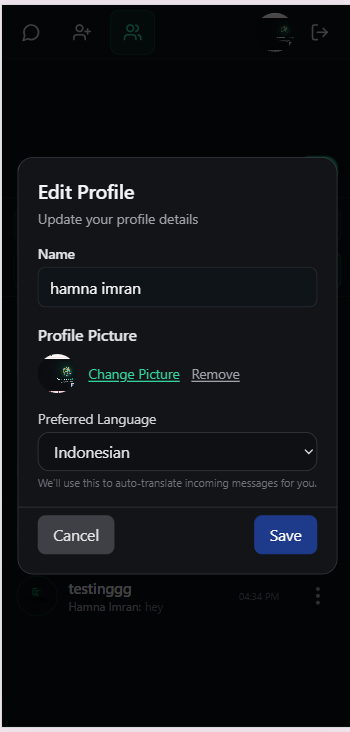 Edit Profile
Update your profile details
Name
hamna imran
Profile Picture
Change Picture Remove
Preferred Language
Indonesian
We'll use this to auto-translate incoming messages for you.
Cancel Save
testinggg
Hamna Imran: hey
04:34 PM